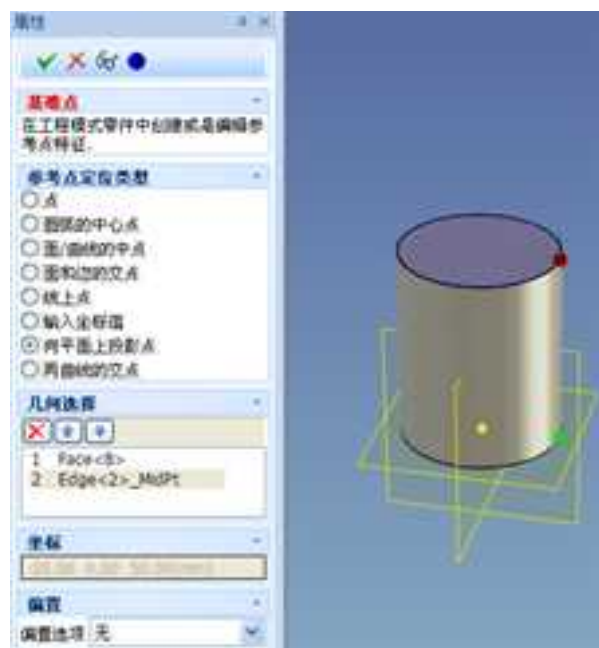 属性
基准点
在工程模式零件中创建或是编辑参
考点特征.
参考点定位类型
点
圆弧的中心点
面/曲线的中点
面和边的交点
线上点
输入坐标值
向平面上投影点
两曲线的交点
几何选择
1 Face<8>
2 Edge<2>_MidPt
坐标
偏置
偏置选项 无